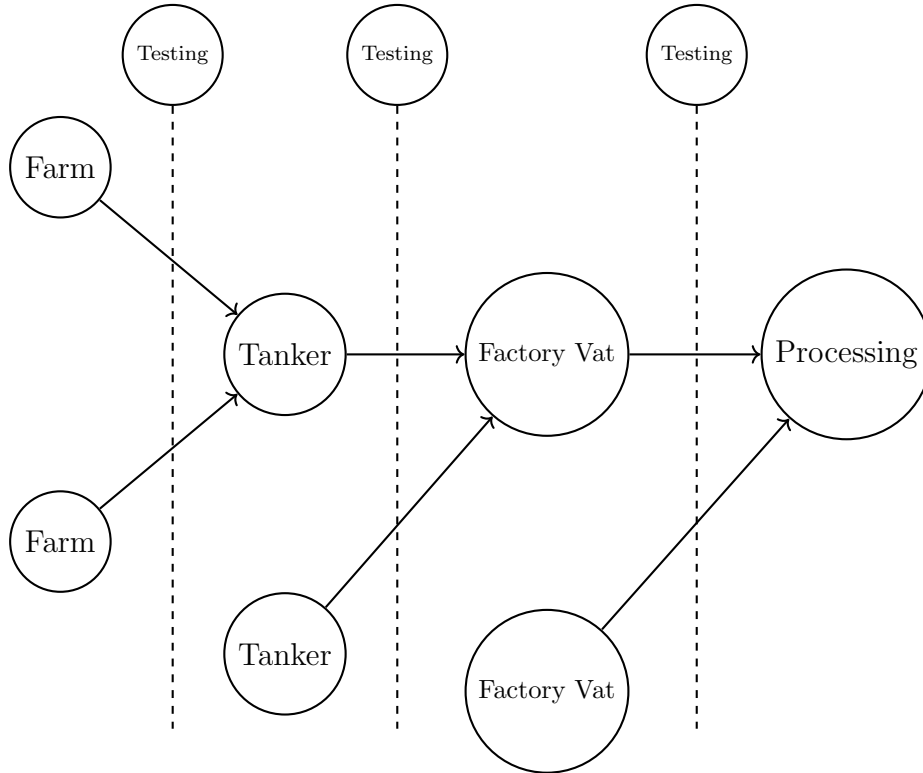 Testing
Testing
Testing
Farm
Tanker
Factory Vat
Processing
Farm
Tanker
Factory Vat